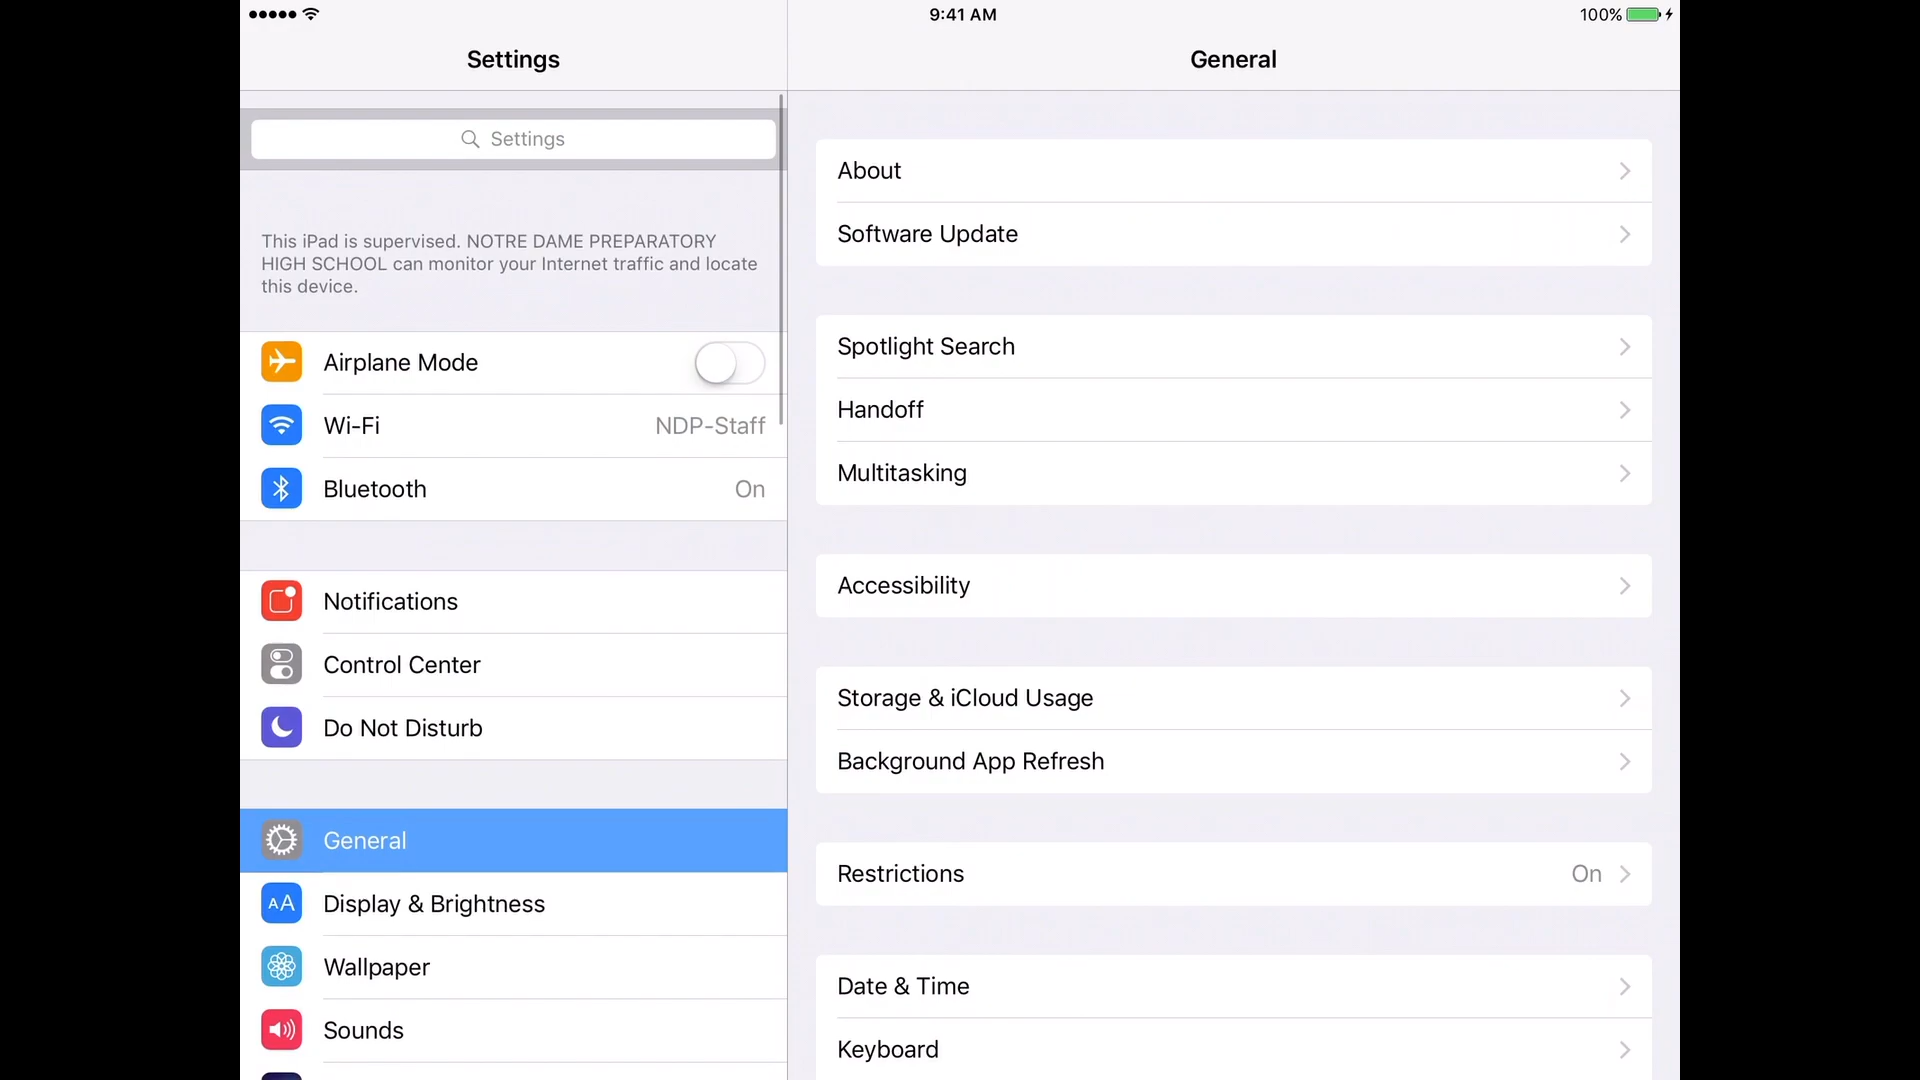 9:41 AM
100%
Settings
General
Settings
This iPad is supervised. NOTRE DAME PREPARATORY
HIGH SCHOOL can monitor your Internet traffic and locate
this device.
Airplane Mode
Wi-Fi NDP-Staff
Bluetooth On
Notifications
Control Center
Do Not Disturb
General
AA Display & Brightness
Wallpaper
Sounds
About
Software Update
Spotlight Search
Handoff
Multitasking
Accessibility
Storage & iCloud Usage
Background App Refresh
Restrictions On
Date & Time
Keyboard